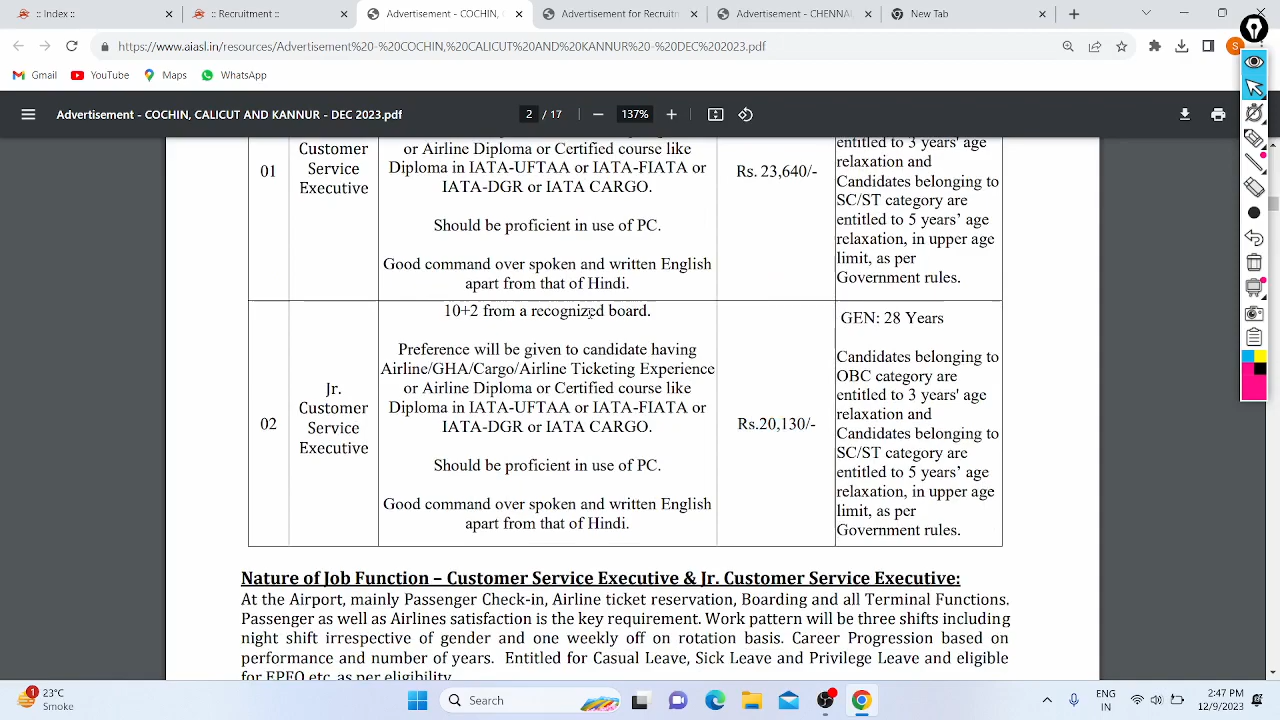 :: Recruitment ::
:: Recruitment ::
Advertisement - COCHIN,
Advertisement for Recruitm
Advertisement - CHENNAI
New Tab
https://www.aiasl.in/resources/Advertisement%20-%20COCHIN,%20CALICUT%20AND%20KANNUR%20-%20DEC%202023.pdf
S
Gmail
YouTube
Maps
WhatsApp
Advertisement - COCHIN, CALICUT AND KANNUR - DEC 2023.pdf
2 / 17
137%
01
Customer
Service
Executive
or Airline Diploma or Certified course like
Diploma in IATA-UFTAA or IATA-FIATA or
IATA-DGR or IATA CARGO.
Should be proficient in use of PC.
Good command over spoken and written English
apart from that of Hindi.
Rs. 23,640/-
entitled to 3 years' age
relaxation and
Candidates belonging to
SC/ST category are
entitled to 5 years’ age
relaxation, in upper age
limit, as per
Government rules.
02
Jr.
Customer
Service
Executive
10+2 from a recognized board.
Preference will be given to candidate having
Airline/GHA/Cargo/Airline Ticketing Experience
or Airline Diploma or Certified course like
Diploma in IATA-UFTAA or IATA-FIATA or
IATA-DGR or IATA CARGO.
Should be proficient in use of PC.
Good command over spoken and written English
apart from that of Hindi.
Rs.20,130/-
GEN: 28 Years
Candidates belonging to
OBC category are
entitled to 3 years' age
relaxation and
Candidates belonging to
SC/ST category are
entitled to 5 years’ age
relaxation, in upper age
limit, as per
Government rules.
Nature of Job Function – Customer Service Executive & Jr. Customer Service Executive:
At the Airport, mainly Passenger Check-in, Airline ticket reservation, Boarding and all Terminal Functions.
Passenger as well as Airlines satisfaction is the key requirement. Work pattern will be three shifts including
night shift irrespective of gender and one weekly off on rotation basis. Career Progression based on
performance and number of years. Entitled for Casual Leave, Sick Leave and Privilege Leave and eligible
for EPFO etc. as per eligibility.
1
23°C
Smoke
Search
ENG
IN
2:47 PM
12/9/2023